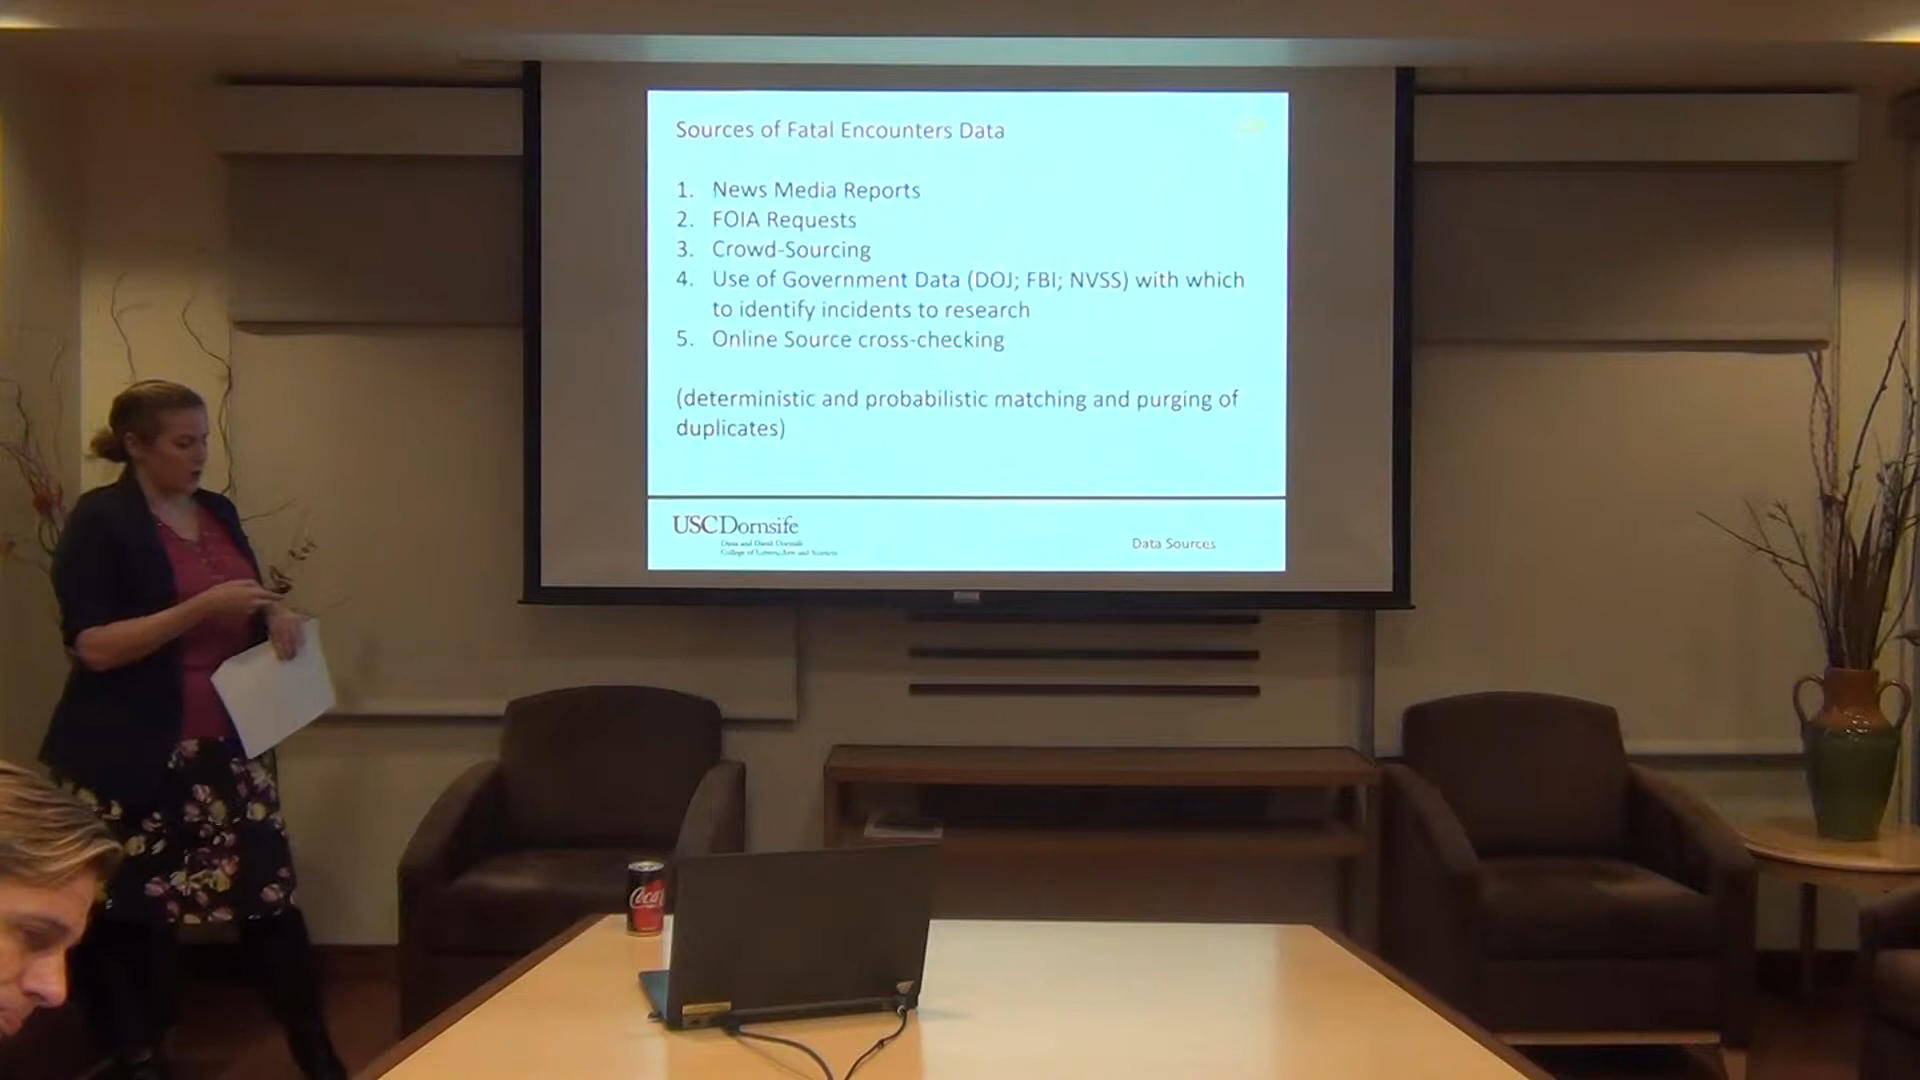 Sources of Fatal Encounters Data
1. News Media Reports
2. FOIA Requests
3. Crowd-Sourcing
4. Use of Government Data (DOJ; FBI; NVSS) with which
to identify incidents to research
5. Online Source cross-checking
(deterministic and probabilistic matching and purging of
duplicates)
USCDornsife
Dana and David Dornsife
College of Letters, Arts and Sciences
Data Sources
Coca